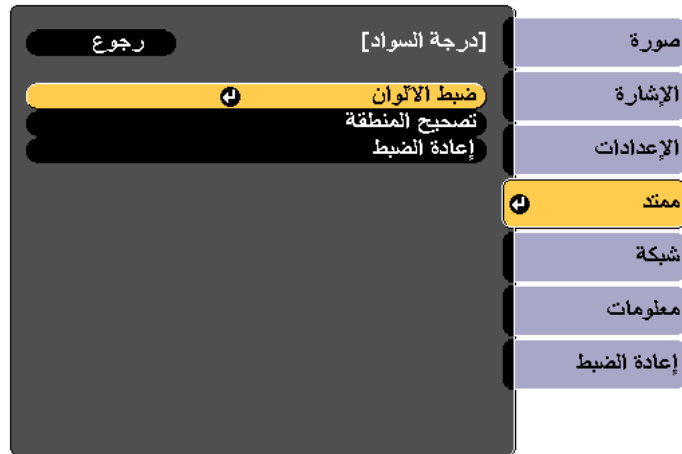 صورة
الإشارة
الإعدادات
ممتد
شبكة
معلومات
إعادة الضبط
[درجة السواد]
رجوع
ضبط الألوان
تصحيح المنطقة
إعادة الضبط